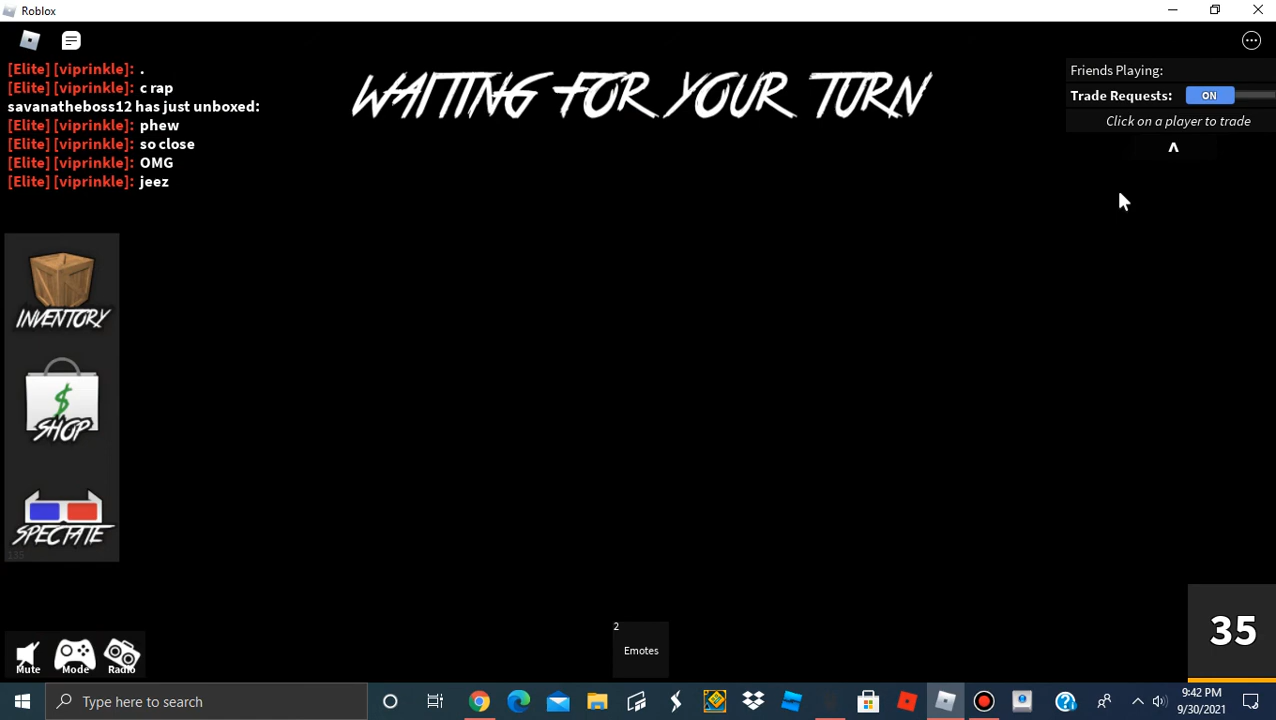 Roblox
[Elite] [viprinkle]: .
[Elite] [viprinkle]: c rap
savanatheboss12 has just unboxed:
[Elite] [viprinkle]: phew
[Elite] [viprinkle]: so close
[Elite] [viprinkle]: OMG
[Elite] [viprinkle]: jeez
WAITING FOR YOUR TURN
Friends Playing:
Trade Requests: ON
Click on a player to trade
^
INVENTORY
$
SHOP
SPECTATE
135
Mute
Mode
Radio
2
Emotes
35
Type here to search
9:42 PM
9/30/2021